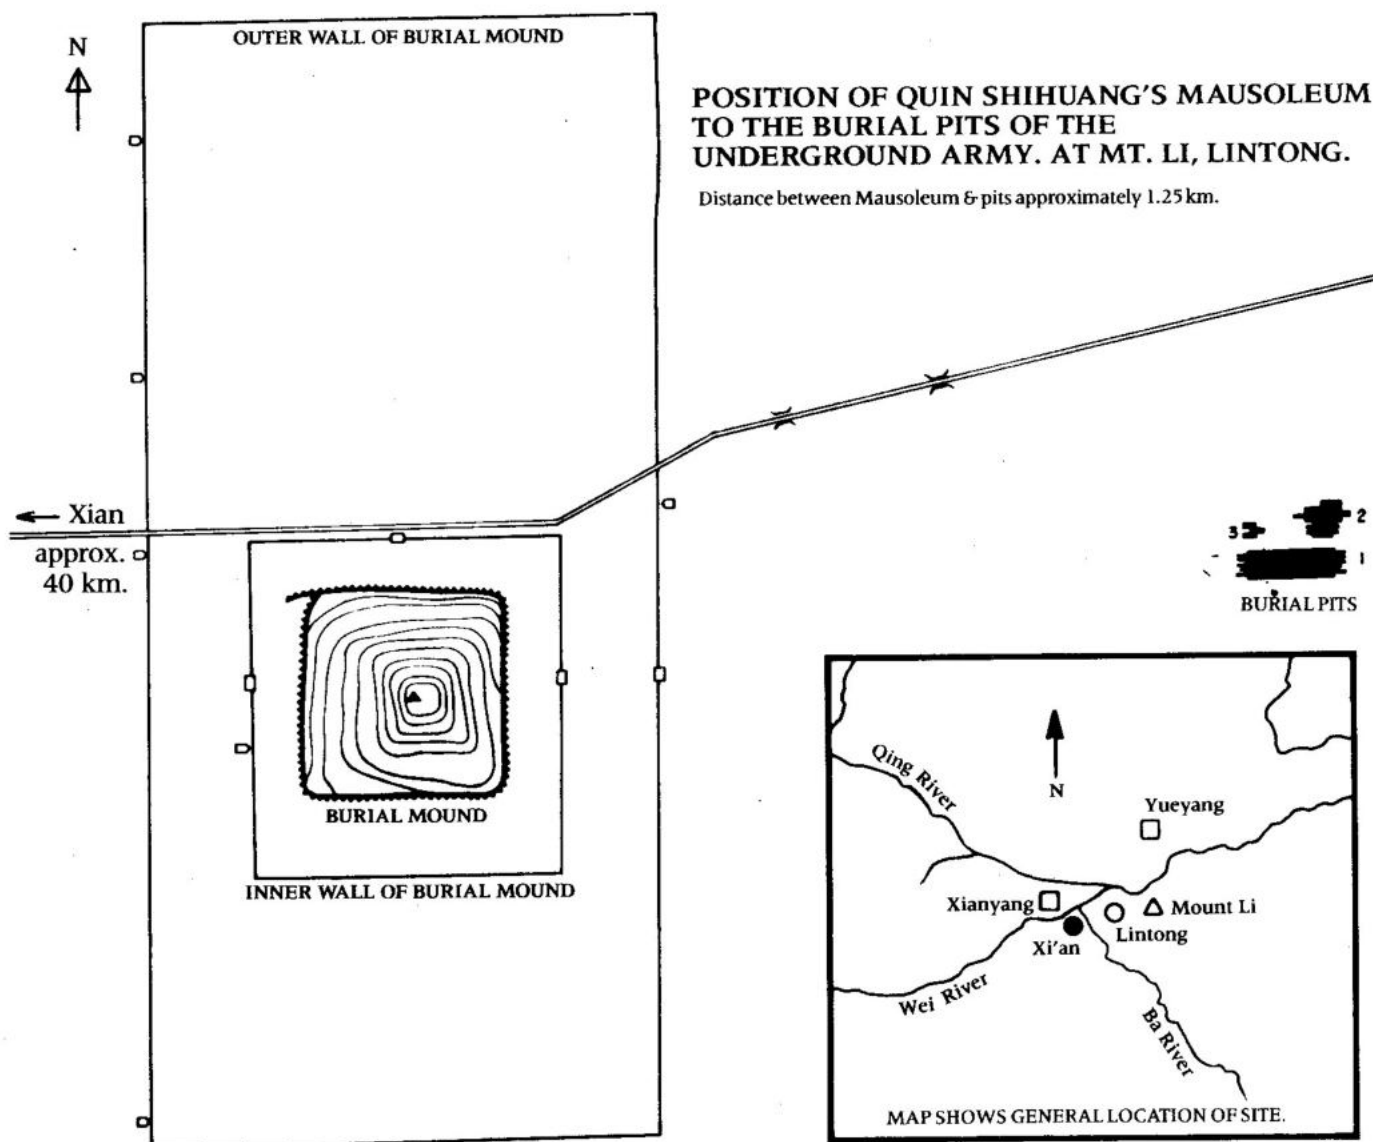 OUTER WALL OF BURIAL MOUND
N
POSITION OF QUIN SHIHUANG'S MAUSOLEUM
TO THE BURIAL PITS OF THE
UNDERGROUND ARMY. AT MT. LI, LINTONG.
Distance between Mausoleum & pits approximately 1.25 km.
Xian
approx.
40 km.
2
3
1
BURIAL PITS
BURIAL MOUND
INNER WALL OF BURIAL MOUND
N
Qing River
Yueyang
Xianyang
Mount Li
Lintong
Xi'an
Wei River
Ba River
MAP SHOWS GENERAL LOCATION OF SITE.